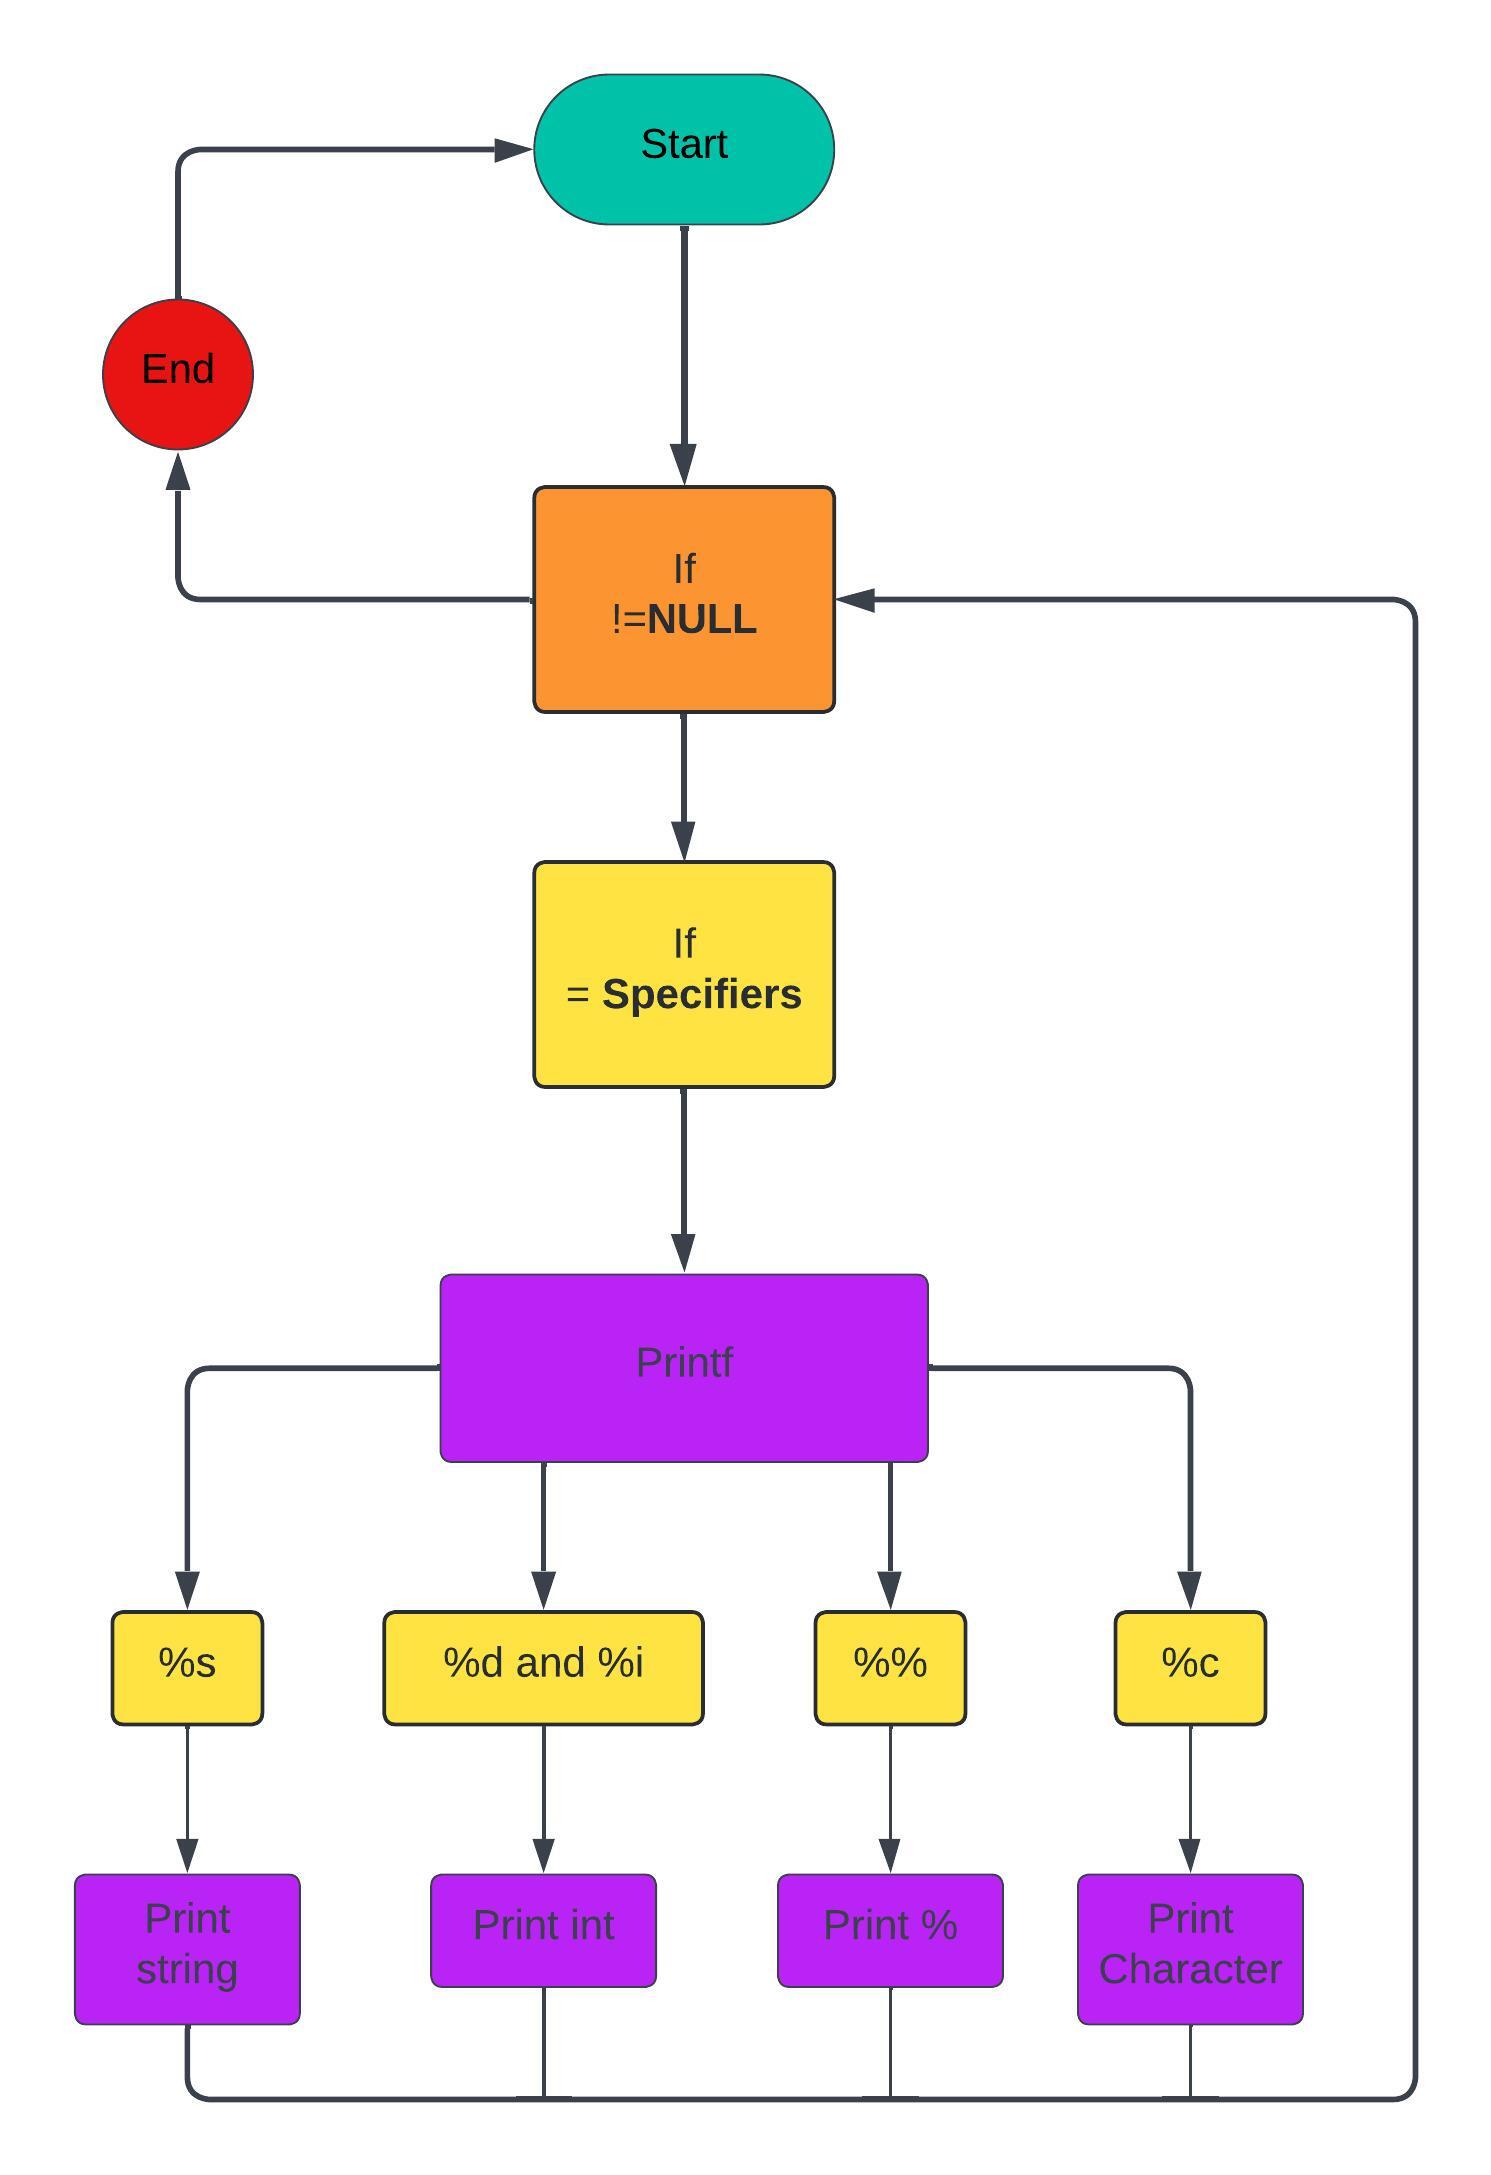 Start
End
If
!=NULL
If
= Specifiers
Printf
%s
%d and %i
%%
%c
Print
string
Print int
Print %
Print
Character